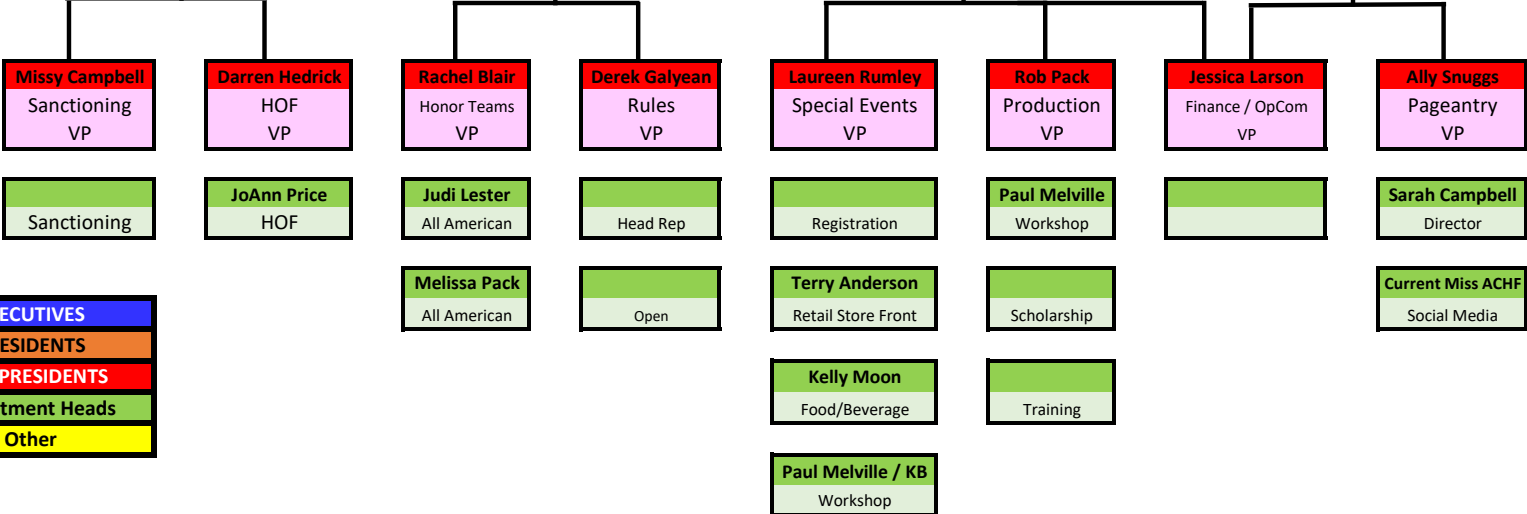 Missy Campbell
Sanctioning
VP
Darren Hedrick
HOF
VP
Rachel Blair
Honor Teams
VP
Derek Galyean
Rules
VP
Laureen Rumley
Special Events
VP
Rob Pack
Production
VP
Jessica Larson
Finance / OpCom
VP
Ally Snuggs
Pageantry
VP
Sanctioning
JoAnn Price
HOF
Judi Lester
All American
Head Rep
Registration
Paul Melville
Workshop
Sarah Campbell
Director
Melissa Pack
All American
Open
Terry Anderson
Retail Store Front
Scholarship
Current Miss ACHF
Social Media
ECUTIVES
ESIDENTS
PRESIDENTS
tment Heads
Other
Kelly Moon
Food/Beverage
Training
Paul Melville / KB
Workshop